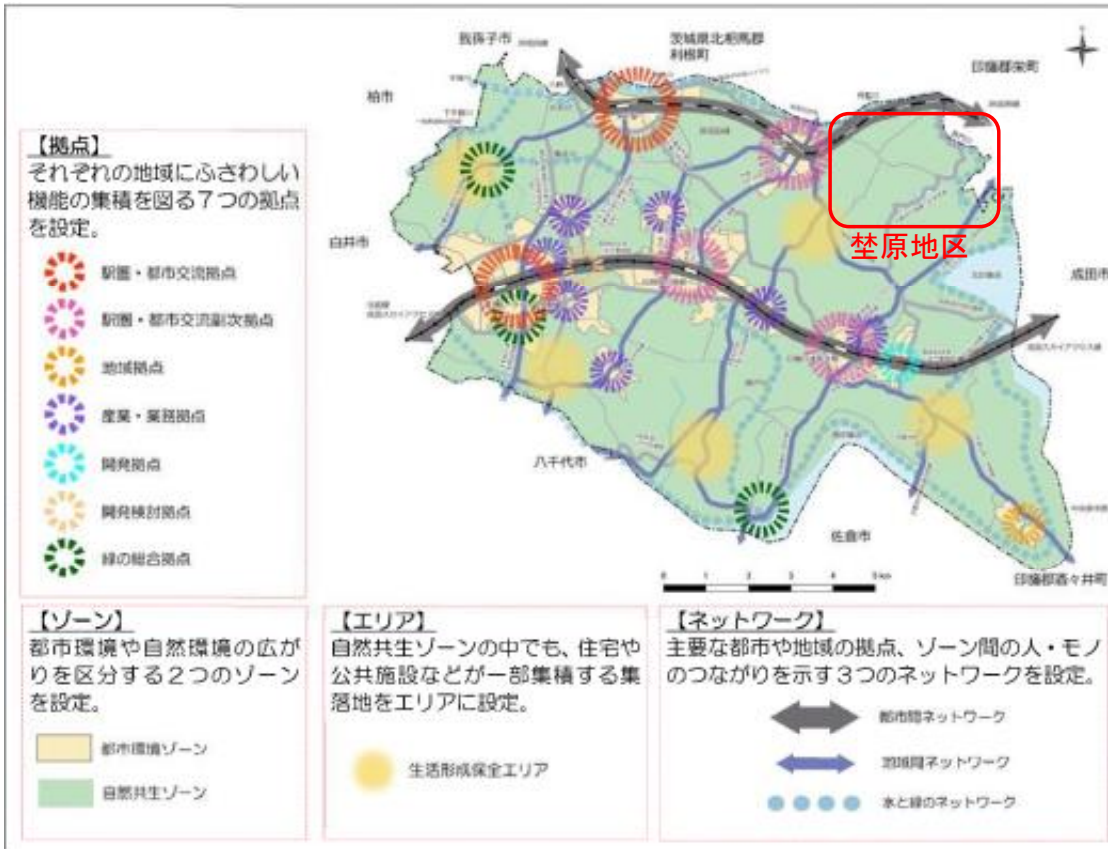 我孫子市
茨城県北相馬郡
利根町
印旛郡栄町
柏市
【拠点】
それぞれの地域にふさわしい
機能の集積を図る7つの拠点
を設定。
駅圏・都市交流拠点
駅圏・都市交流副次拠点
地域拠点
産業・業務拠点
開発拠点
開発検討拠点
緑の総合拠点
白井市
埜原地区
成田市
八千代市
佐倉市
印旛郡酒々井町
0 1 2 3 4 5 km
【ゾーン】
都市環境や自然環境の広が
りを区分する2つのゾーン
を設定。
都市環境ゾーン
自然共生ゾーン
【エリア】
自然共生ゾーンの中でも、住宅や
公共施設などが一部集積する集
落地をエリアに設定。
生活形成保全エリア
【ネットワーク】
主要な都市や地域の拠点、ゾーン間の人・モノ
のつながりを示す3つのネットワークを設定。
都市間ネットワーク
地域間ネットワーク
水と緑のネットワーク